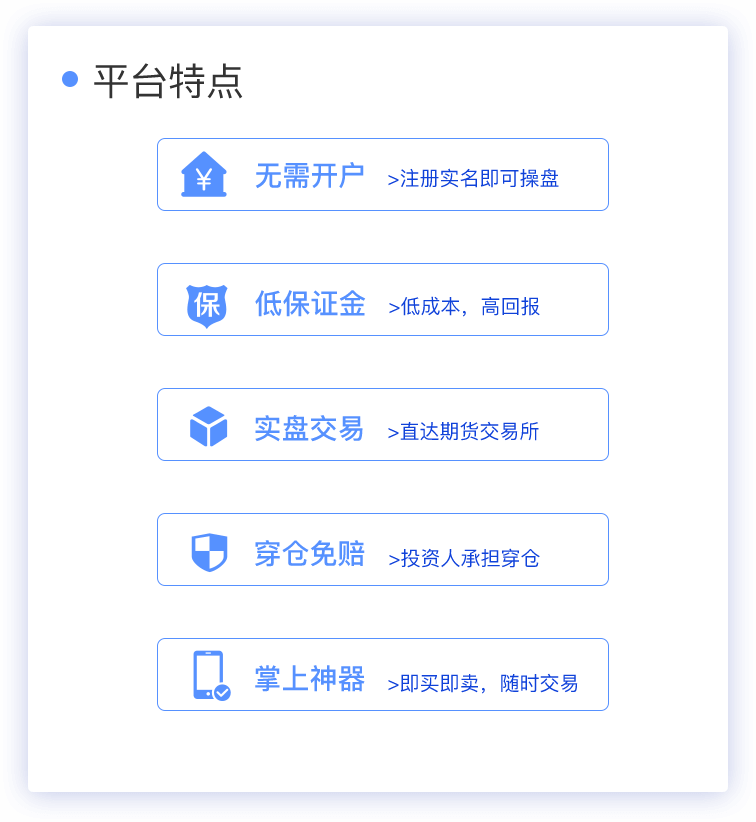 平台特点
¥ 无需开户 >注册实名即可操盘
保 低保证金 >低成本，高回报
实盘交易 >直达期货交易所
穿仓免赔 >投资人承担穿仓
掌上神器 >即买即卖，随时交易